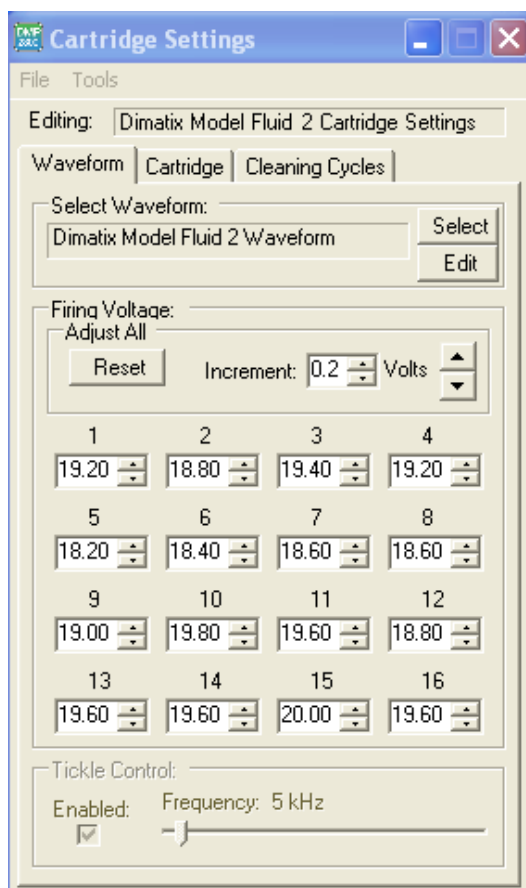 DMP
Cartridge Settings
File Tools
Editing: Dimatix Model Fluid 2 Cartridge Settings
Waveform Cartridge Cleaning Cycles
Select Waveform:
Dimatix Model Fluid 2 Waveform Select
Edit
Firing Voltage:
Adjust All
Reset Increment: 0.2 Volts
1 2 3 4
19.20 18.80 19.40 19.20
5 6 7 8
18.20 18.40 18.60 18.60
9 10 11 12
19.00 19.80 19.60 18.80
13 14 15 16
19.60 19.60 20.00 19.60
Tickle Control:
Enabled: Frequency: 5 kHz